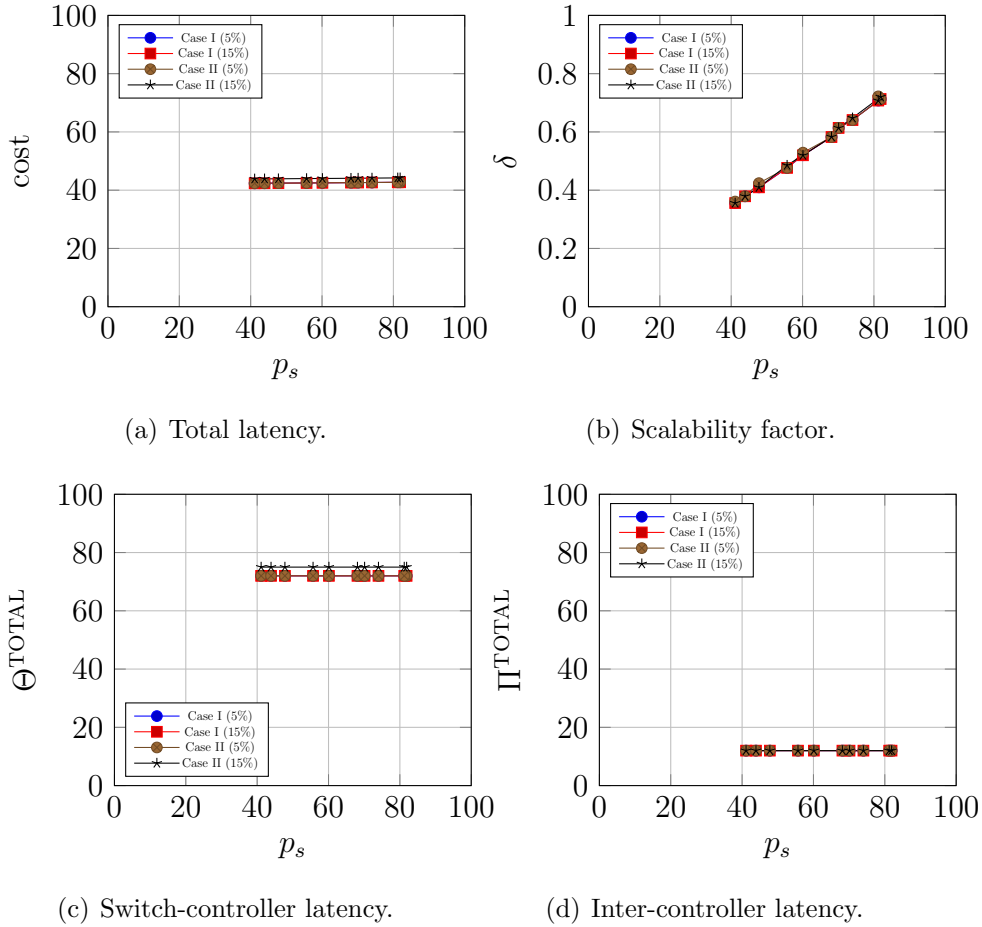 100
80
60
40
20
0
cost
0 20 40 60 80 100
p_s
Case I (5%)
Case I (15%)
Case II (5%)
Case II (15%)
(a) Total latency.
1
0.8
0.6
0.4
0.2
0
δ
0 20 40 60 80 100
p_s
Case I (5%)
Case I (15%)
Case II (5%)
Case II (15%)
(b) Scalability factor.
100
80
60
40
20
0
Θ^TOTAL
0 20 40 60 80 100
p_s
Case I (5%)
Case I (15%)
Case II (5%)
Case II (15%)
(c) Switch-controller latency.
100
80
60
40
20
0
Π^TOTAL
0 20 40 60 80 100
p_s
Case I (5%)
Case I (15%)
Case II (5%)
Case II (15%)
(d) Inter-controller latency.